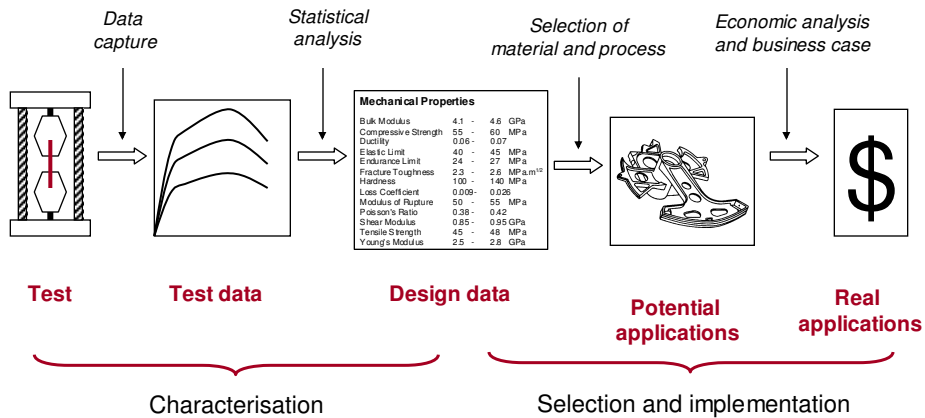 Data
capture
Statistical
analysis
Selection of
material and process
Economic analysis
and business case
Mechanical Properties
Bulk Modulus 4.1 - 4.6 GPa
Compressive Strength 55 - 60 MPa
Ductility 0.06 - 0.07
Elastic Limit 40 - 45 MPa
Endurance Limit 24 - 27 MPa
Fracture Toughness 2.3 - 2.6 MPa.m1/2
Hardness 100 - 140 MPa
Loss Coefficient 0.009- 0.026
Modulus of Rupture 50 - 55 MPa
Poisson's Ratio 0.38 - 0.42
Shear Modulus 0.85 - 0.95 GPa
Tensile Strength 45 - 48 MPa
Young's Modulus 2.5 - 2.8 GPa
$
Test
Test data
Design data
Potential
applications
Real
applications
Characterisation
Selection and implementation